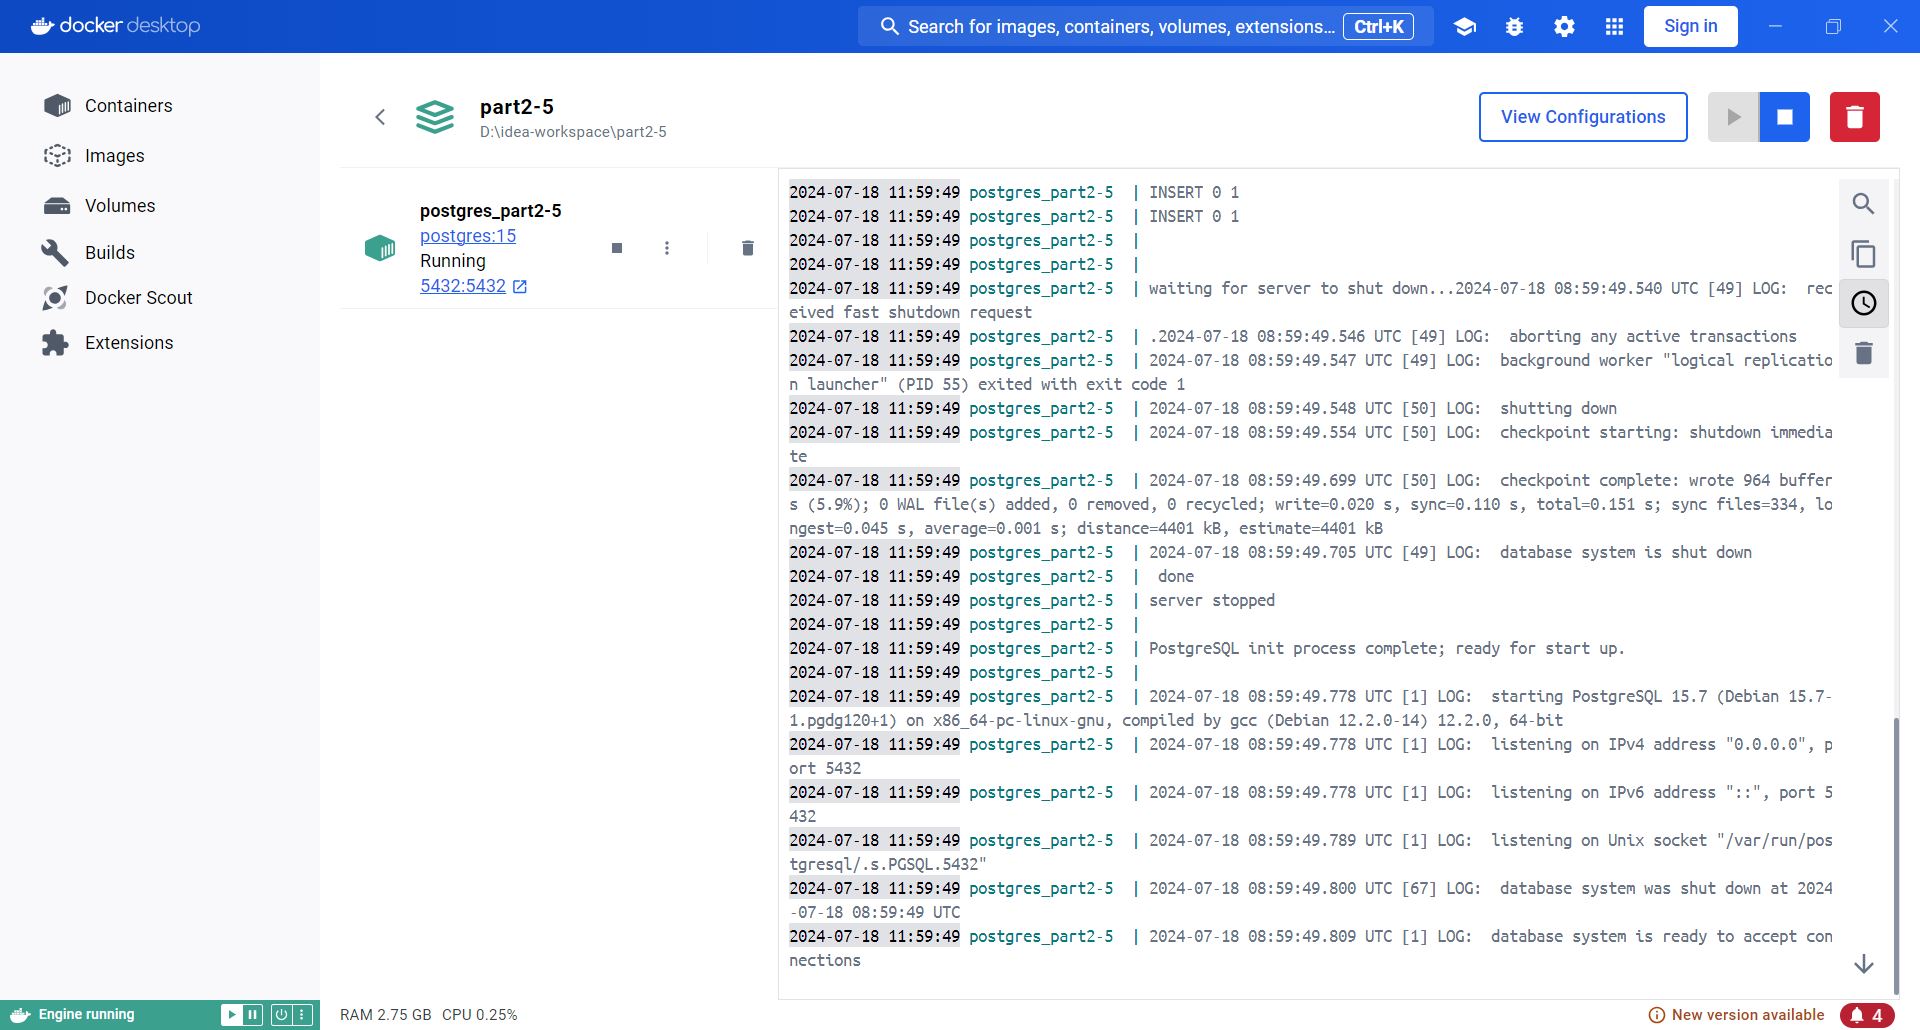 docker desktop
Search for images, containers, volumes, extensions... Ctrl+K
Sign in
Containers
Images
Volumes
Builds
Docker Scout
Extensions
part2-5
D:\idea-workspace\part2-5
View Configurations
postgres_part2-5
postgres:15
Running
5432:5432
2024-07-18 11:59:49 postgres_part2-5 | INSERT 0 1
2024-07-18 11:59:49 postgres_part2-5 | INSERT 0 1
2024-07-18 11:59:49 postgres_part2-5 |
2024-07-18 11:59:49 postgres_part2-5 |
2024-07-18 11:59:49 postgres_part2-5 | waiting for server to shut down...2024-07-18 08:59:49.540 UTC [49] LOG: rec
eived fast shutdown request
2024-07-18 11:59:49 postgres_part2-5 | .2024-07-18 08:59:49.546 UTC [49] LOG: aborting any active transactions
2024-07-18 11:59:49 postgres_part2-5 | 2024-07-18 08:59:49.547 UTC [49] LOG: background worker "logical replicatio
n launcher" (PID 55) exited with exit code 1
2024-07-18 11:59:49 postgres_part2-5 | 2024-07-18 08:59:49.548 UTC [50] LOG: shutting down
2024-07-18 11:59:49 postgres_part2-5 | 2024-07-18 08:59:49.554 UTC [50] LOG: checkpoint starting: shutdown immedia
te
2024-07-18 11:59:49 postgres_part2-5 | 2024-07-18 08:59:49.699 UTC [50] LOG: checkpoint complete: wrote 964 buffer
s (5.9%); 0 WAL file(s) added, 0 removed, 0 recycled; write=0.020 s, sync=0.110 s, total=0.151 s; sync files=334, lo
ngest=0.045 s, average=0.001 s; distance=4401 kB, estimate=4401 kB
2024-07-18 11:59:49 postgres_part2-5 | 2024-07-18 08:59:49.705 UTC [49] LOG: database system is shut down
2024-07-18 11:59:49 postgres_part2-5 | done
2024-07-18 11:59:49 postgres_part2-5 | server stopped
2024-07-18 11:59:49 postgres_part2-5 |
2024-07-18 11:59:49 postgres_part2-5 | PostgreSQL init process complete; ready for start up.
2024-07-18 11:59:49 postgres_part2-5 |
2024-07-18 11:59:49 postgres_part2-5 | 2024-07-18 08:59:49.778 UTC [1] LOG: starting PostgreSQL 15.7 (Debian 15.7-
1.pgdg120+1) on x86_64-pc-linux-gnu, compiled by gcc (Debian 12.2.0-14) 12.2.0, 64-bit
2024-07-18 11:59:49 postgres_part2-5 | 2024-07-18 08:59:49.778 UTC [1] LOG: listening on IPv4 address "0.0.0.0", p
ort 5432
2024-07-18 11:59:49 postgres_part2-5 | 2024-07-18 08:59:49.778 UTC [1] LOG: listening on IPv6 address "::", port 5
432
2024-07-18 11:59:49 postgres_part2-5 | 2024-07-18 08:59:49.789 UTC [1] LOG: listening on Unix socket "/var/run/pos
tgresql/.s.PGSQL.5432"
2024-07-18 11:59:49 postgres_part2-5 | 2024-07-18 08:59:49.800 UTC [67] LOG: database system was shut down at 2024
-07-18 08:59:49 UTC
2024-07-18 11:59:49 postgres_part2-5 | 2024-07-18 08:59:49.809 UTC [1] LOG: database system is ready to accept con
nections
Engine running
RAM 2.75 GB CPU 0.25%
New version available
4